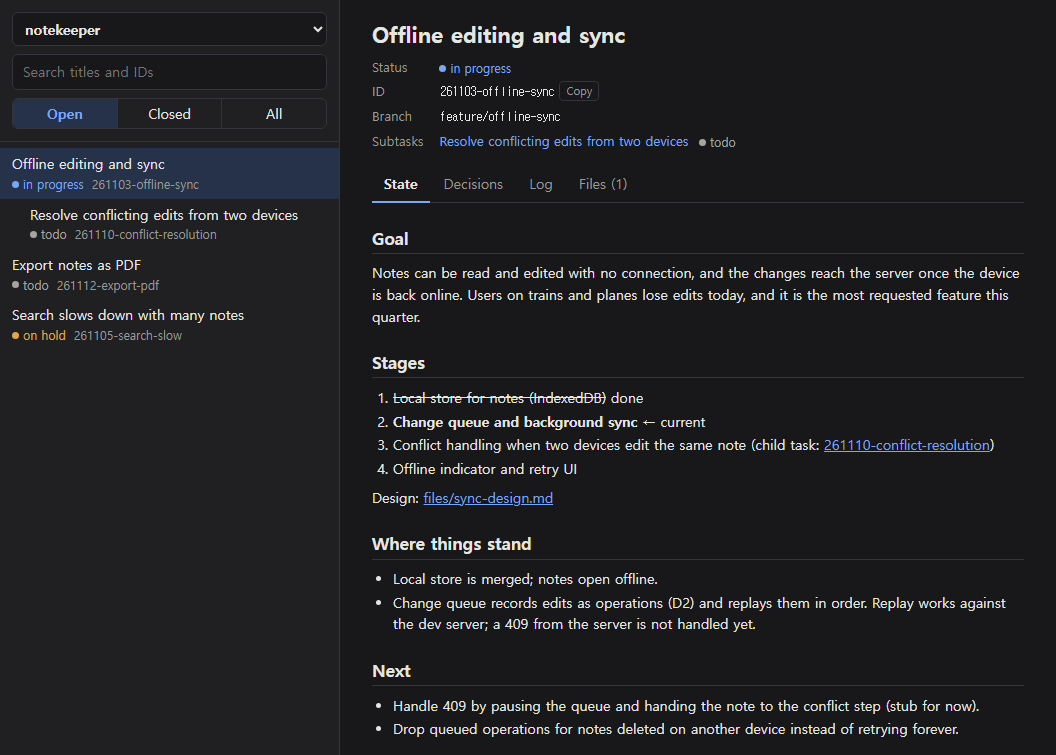 notekeeper
Search titles and IDs
Open Closed All
Offline editing and sync
in progress 261103-offline-sync
Resolve conflicting edits from two devices
todo 261110-conflict-resolution
Export notes as PDF
todo 261112-export-pdf
Search slows down with many notes
on hold 261105-search-slow
Offline editing and sync
Status in progress
ID 261103-offline-sync Copy
Branch feature/offline-sync
Subtasks Resolve conflicting edits from two devices todo
State Decisions Log Files (1)
Goal
Notes can be read and edited with no connection, and the changes reach the server once the device
is back online. Users on trains and planes lose edits today, and it is the most requested feature this
quarter.
Stages
1. Local store for notes (IndexedDB) done
2. Change queue and background sync ← current
3. Conflict handling when two devices edit the same note (child task: 261110-conflict-resolution)
4. Offline indicator and retry UI
Design: files/sync-design.md
Where things stand
• Local store is merged; notes open offline.
• Change queue records edits as operations (D2) and replays them in order. Replay works against
the dev server; a 409 from the server is not handled yet.
Next
• Handle 409 by pausing the queue and handing the note to the conflict step (stub for now).
• Drop queued operations for notes deleted on another device instead of retrying forever.